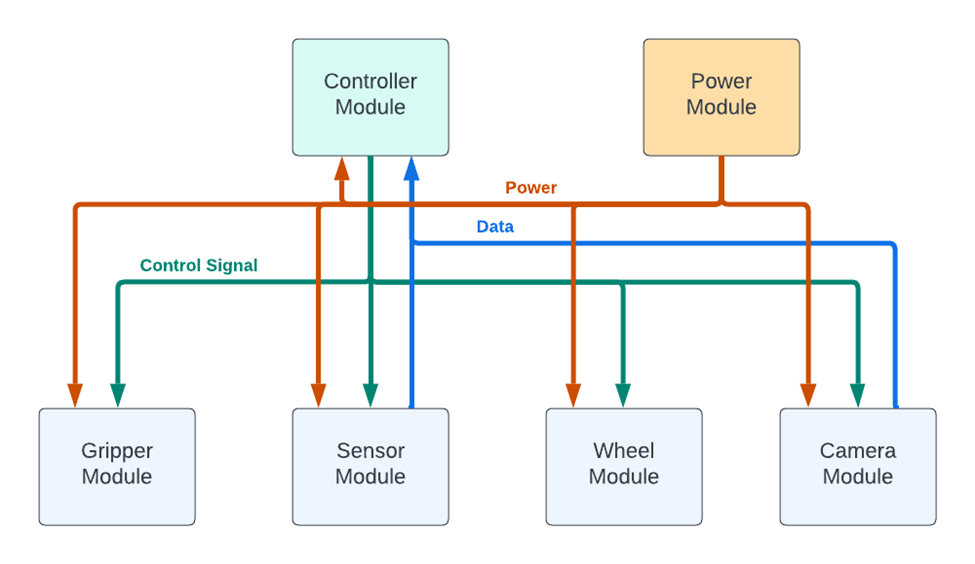 Controller
Module
Power
Module
Power
Data
Control Signal
Gripper
Module
Sensor
Module
Wheel
Module
Camera
Module